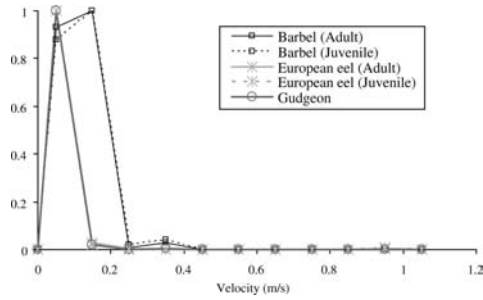 1
0.8
0.6
0.4
0.2
0
0
0.2
0.4
0.6
0.8
1
1.2
Velocity (m/s)
Barbel (Adult)
Barbel (Juvenile)
European eel (Adult)
European eel (Juvenile)
Gudgeon